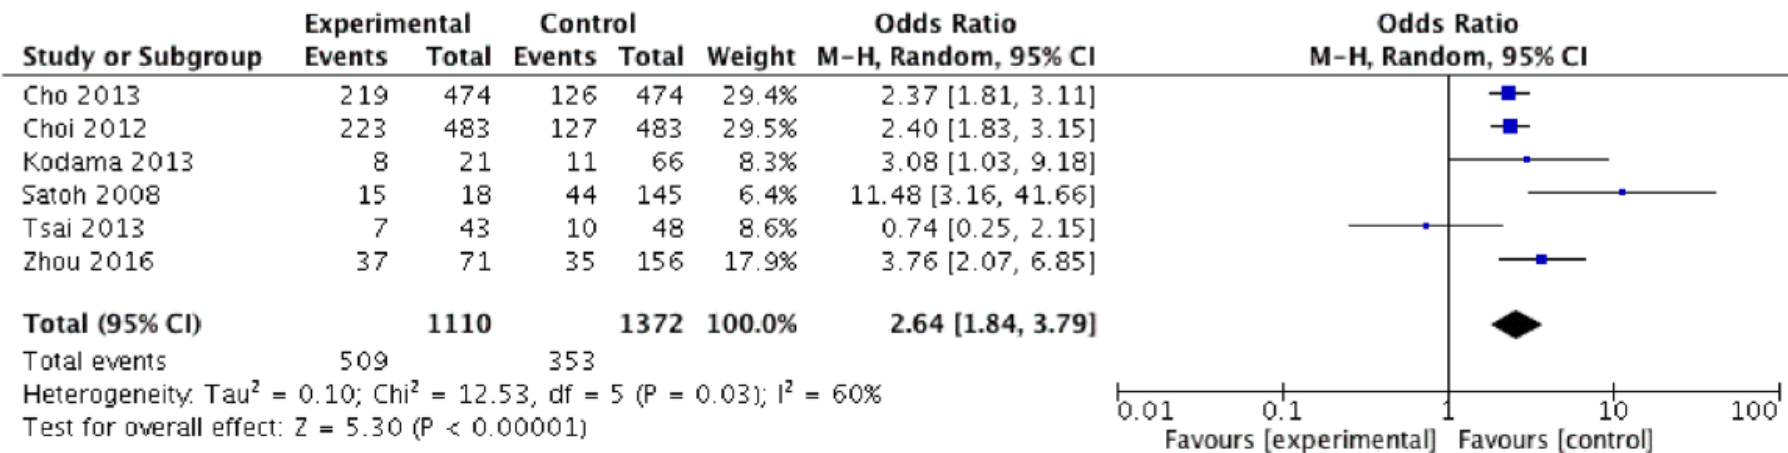 Experimental Control Odds Ratio Odds Ratio
Study or Subgroup Events Total Events Total Weight M-H, Random, 95% CI M-H, Random, 95% CI
Cho 2013 219 474 126 474 29.4% 2.37 [1.81, 3.11]
Choi 2012 223 483 127 483 29.5% 2.40 [1.83, 3.15]
Kodama 2013 8 21 11 66 8.3% 3.08 [1.03, 9.18]
Satoh 2008 15 18 44 145 6.4% 11.48 [3.16, 41.66]
Tsai 2013 7 43 10 48 8.6% 0.74 [0.25, 2.15]
Zhou 2016 37 71 35 156 17.9% 3.76 [2.07, 6.85]
Total (95% CI) 1110 1372 100.0% 2.64 [1.84, 3.79]
Total events 509 353
Heterogeneity: Tau² = 0.10; Chi² = 12.53, df = 5 (P = 0.03); I² = 60%
Test for overall effect: Z = 5.30 (P < 0.00001)
0.01 0.1 1 10 100
Favours [experimental] Favours [control]